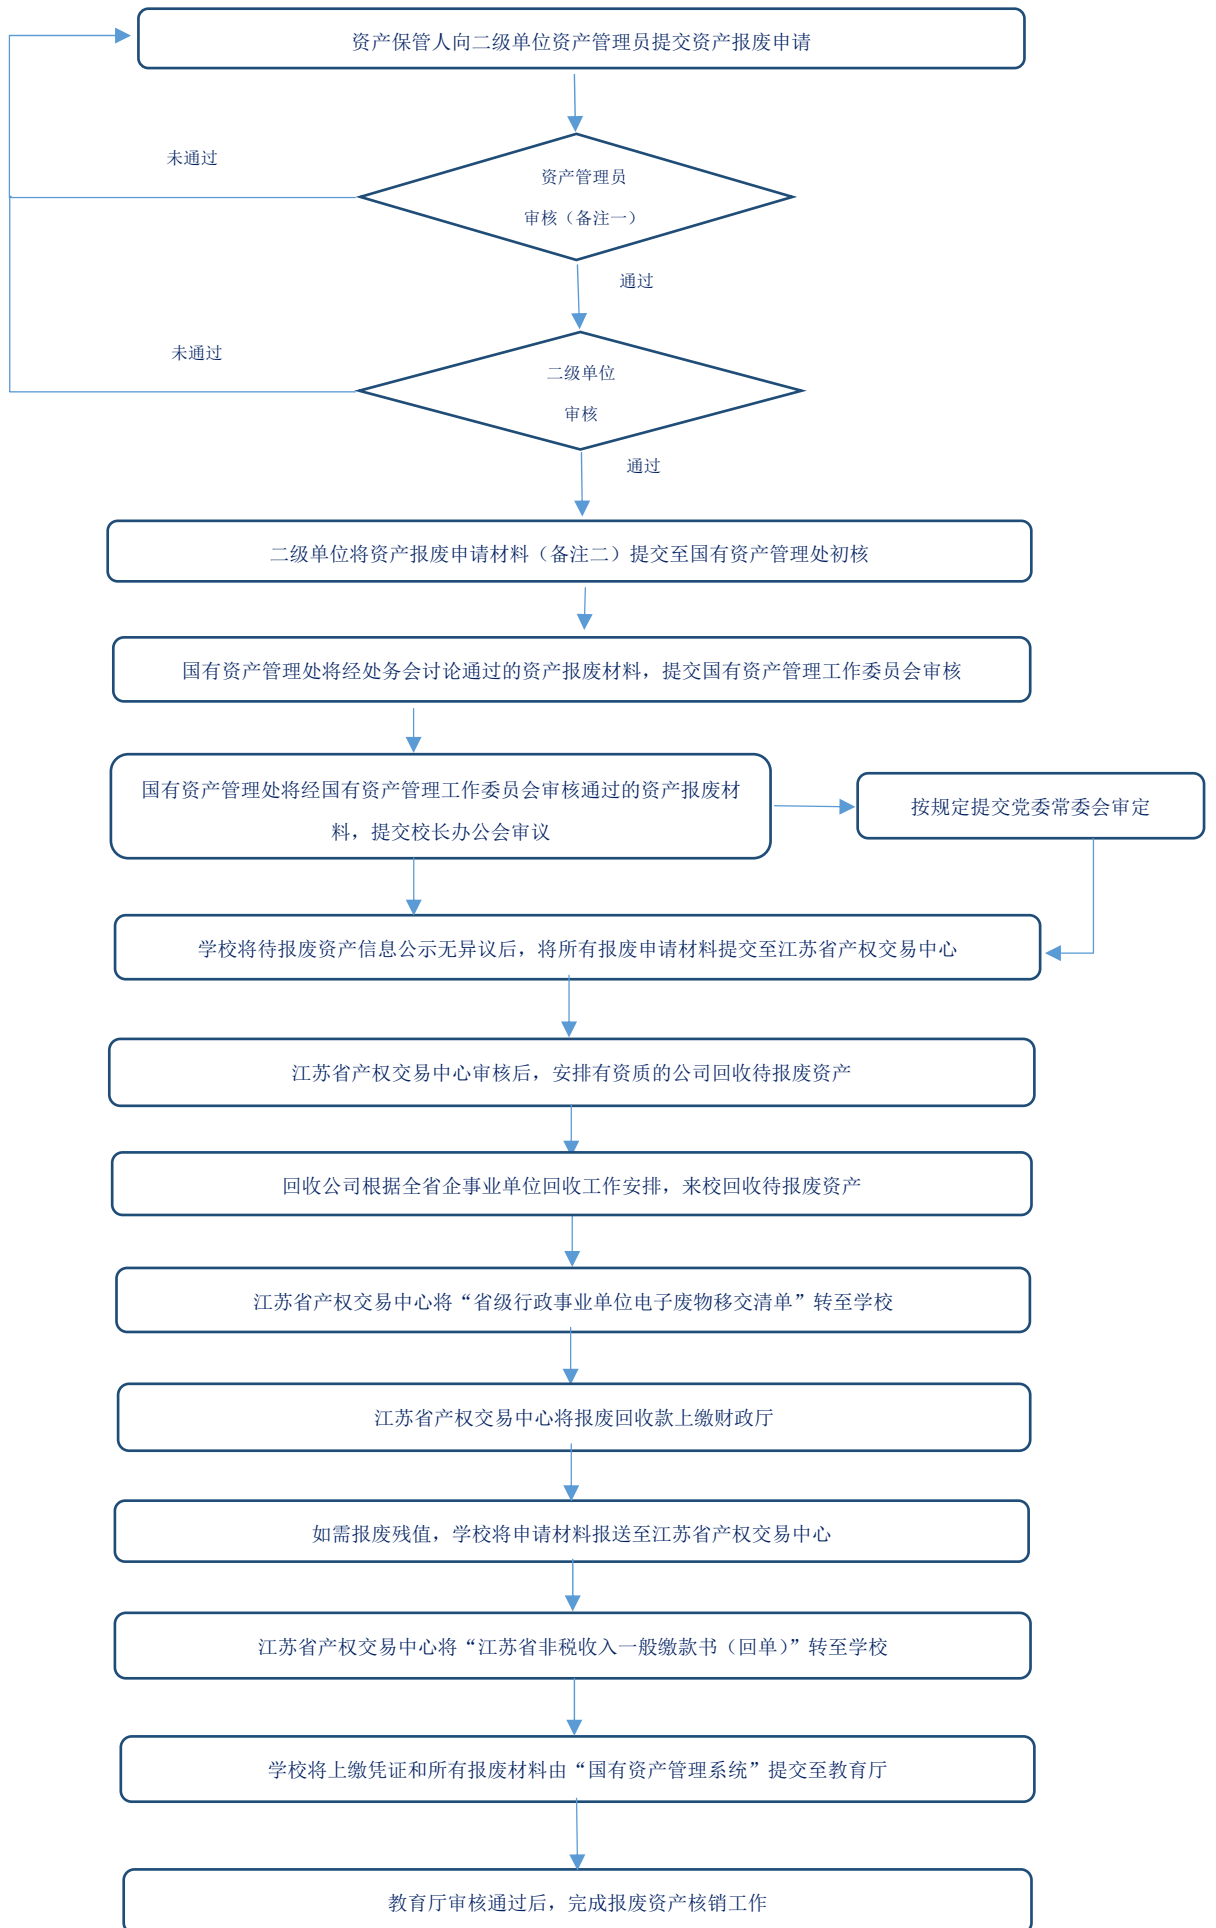 资产保管人向二级单位资产管理员提交资产报废申请
未通过
资产管理员
审核（备注一）
通过
未通过
二级单位
审核
通过
二级单位将资产报废申请材料（备注二）提交至国有资产管理处初核
国有资产管理处将经处务会讨论通过的资产报废材料，提交国有资产管理工作委员会审核
国有资产管理处将经国有资产管理工作委员会审核通过的资产报废材
料，提交校长办公会审议
按规定提交党委常委会审定
学校将待报废资产信息公示无异议后，将所有报废申请材料提交至江苏省产权交易中心
江苏省产权交易中心审核后，安排有资质的公司回收待报废资产
回收公司根据全省企事业单位回收工作安排，来校回收待报废资产
江苏省产权交易中心将“省级行政事业单位电子废物移交清单”转至学校
江苏省产权交易中心将报废回收款上缴财政厅
如需报废残值，学校将申请材料报送至江苏省产权交易中心
江苏省产权交易中心将“江苏省非税收入一般缴款书（回单）”转至学校
学校将上缴凭证和所有报废材料由“国有资产管理系统”提交至教育厅
教育厅审核通过后，完成报废资产核销工作